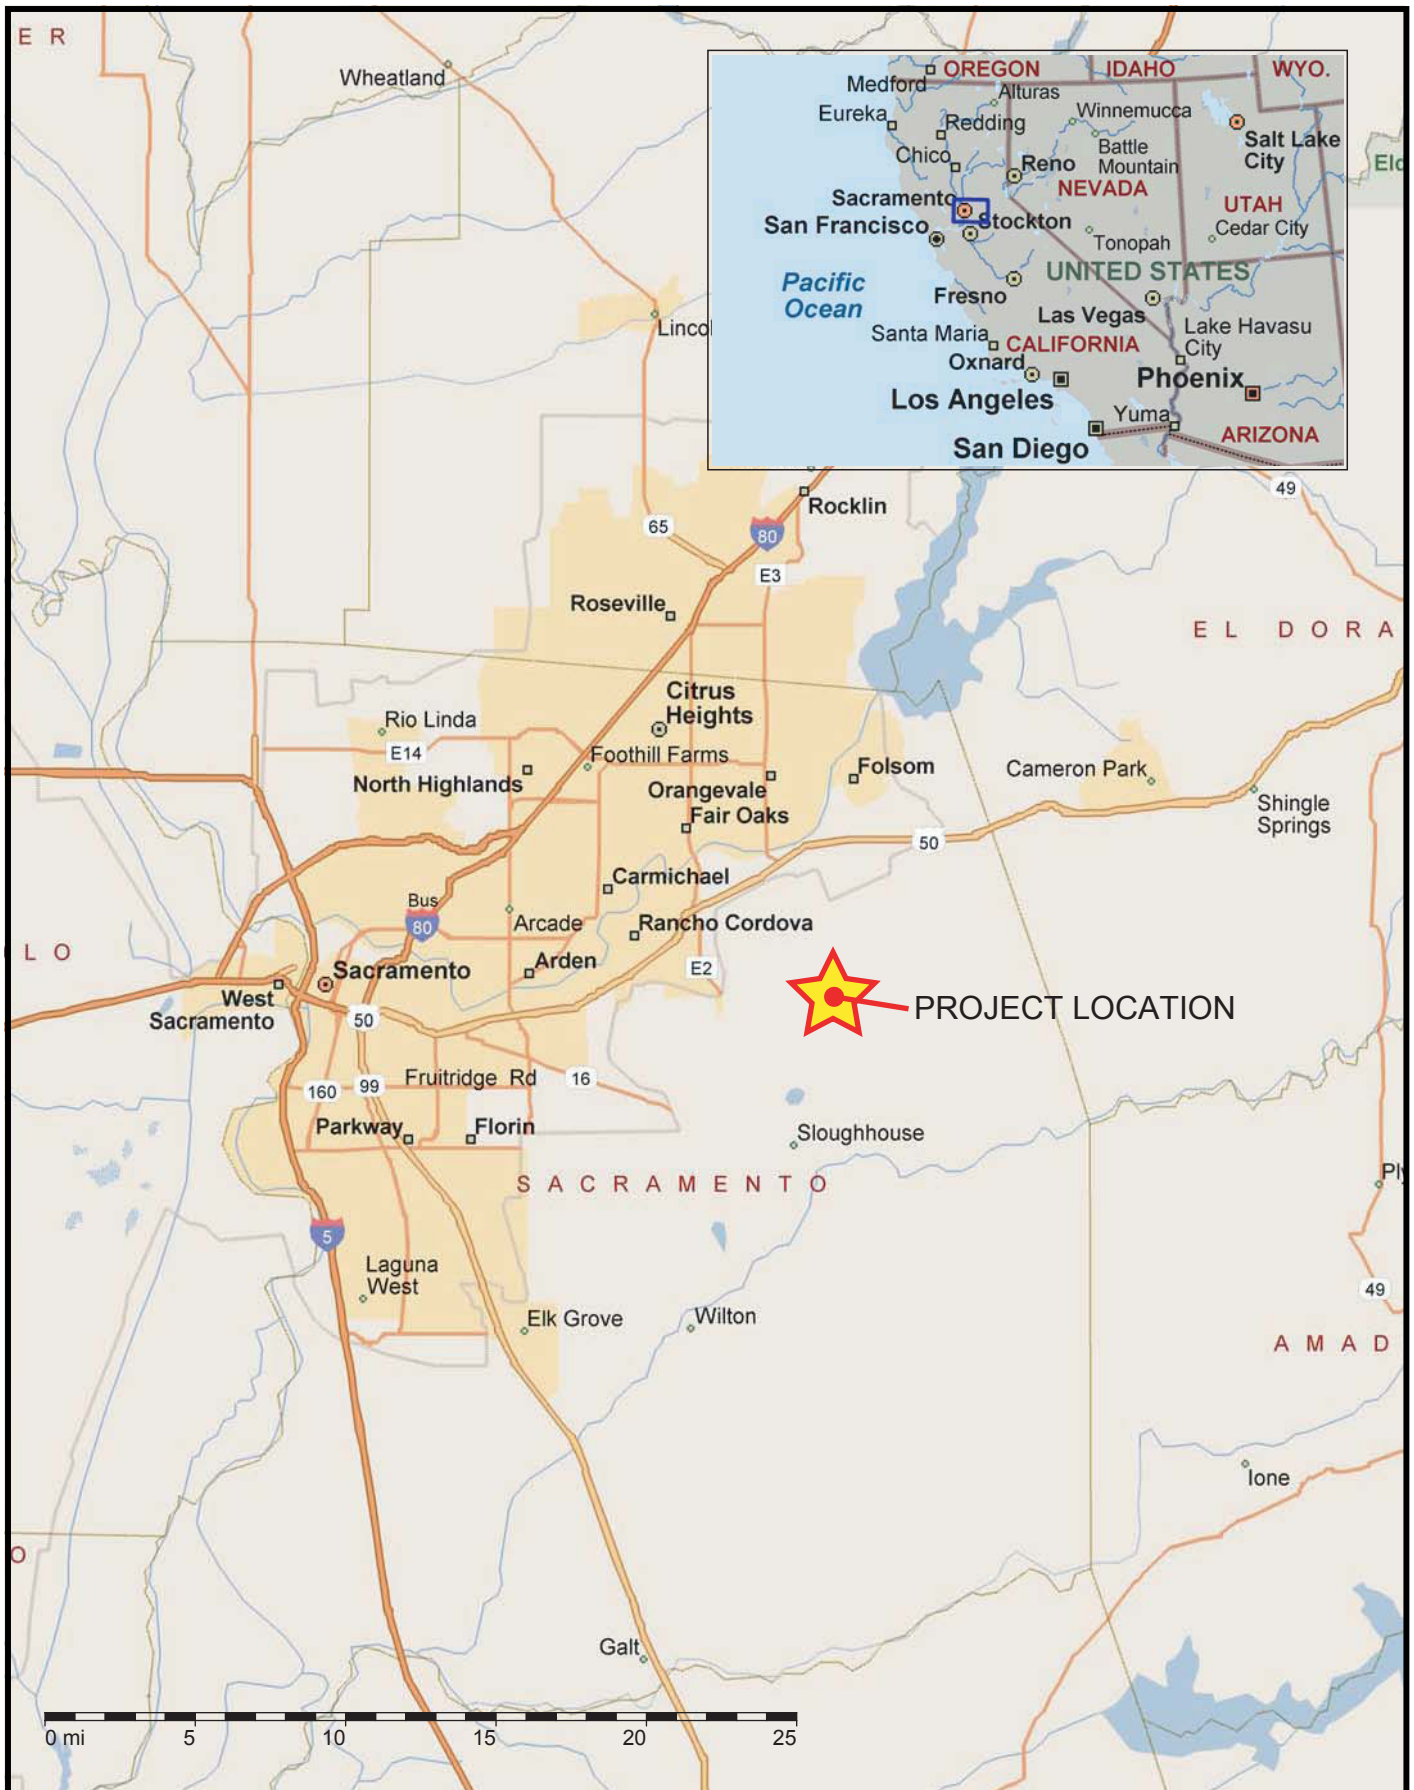 E R
Wheatland
OREGON
IDAHO
WYO.
Medford
Alturas
Eureka
Winnemucca
Redding
Salt Lake
City
Battle
Mountain
Chico
Reno
NEVADA
Sacramento
UTAH
San Francisco
Stockton
Cedar City
Tonopah
Pacific
Ocean
UNITED STATES
Fresno
Las Vegas
Lake Havasu
City
Santa Maria
CALIFORNIA
Oxnard
Phoenix
Los Angeles
Yuma
ARIZONA
San Diego
Eld
Lincol
49
Rocklin
65
80
E3
Roseville
E L D O R A
Citrus
Heights
Rio Linda
E14
Foothill Farms
North Highlands
Folsom
Cameron Park
Orangevale
Fair Oaks
Shingle
Springs
50
Carmichael
Bus
80
Arcade
Rancho Cordova
L O
Arden
E2
Sacramento
West
Sacramento
50
PROJECT LOCATION
160
99
Fruitridge Rd
16
Parkway
Florin
Sloughhouse
S A C R A M E N T O
Ply
5
Laguna
West
49
Elk Grove
Wilton
A M A D
Ione
O
Galt
0 mi
5
10
15
20
25